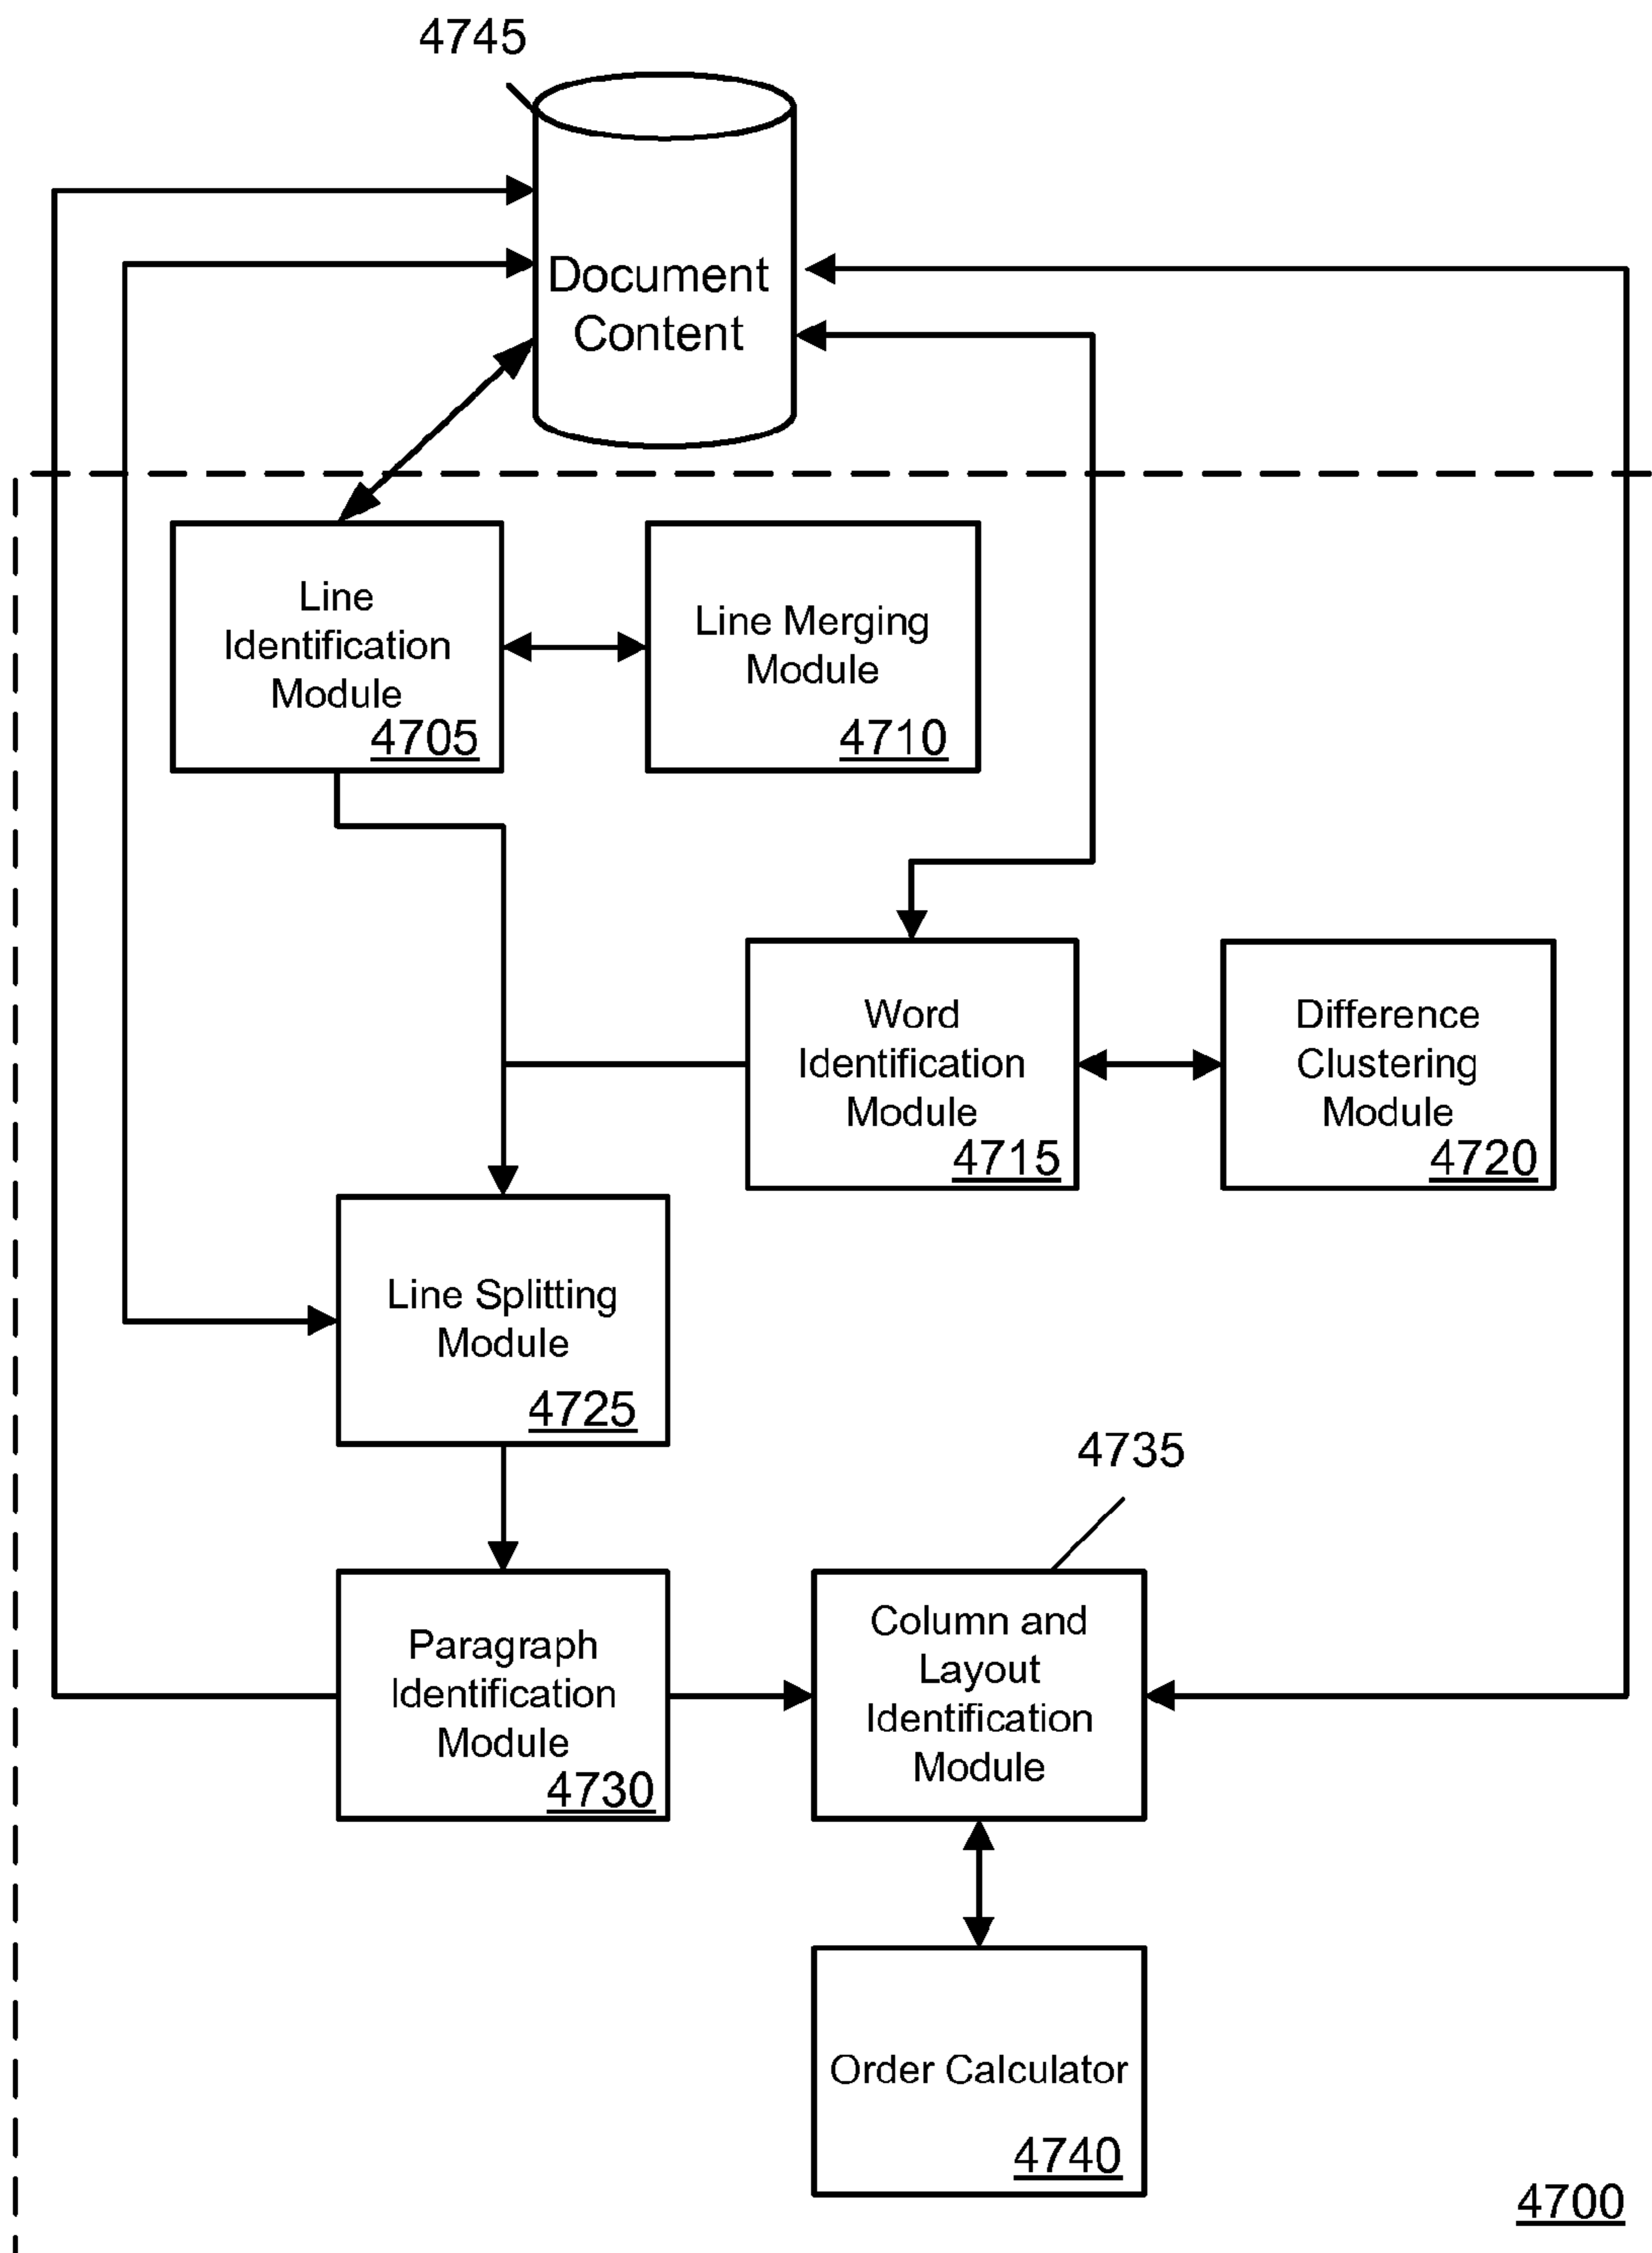 4745
Document
Content
Line
Identification
Module
4705
Line Merging
Module
4710
Word
Identification
Module
4715
Difference
Clustering
Module
4720
Line Splitting
Module
4725
4735
Paragraph
Identification
Module
4730
Column and
Layout
Identification
Module
Order Calculator
4740
4700